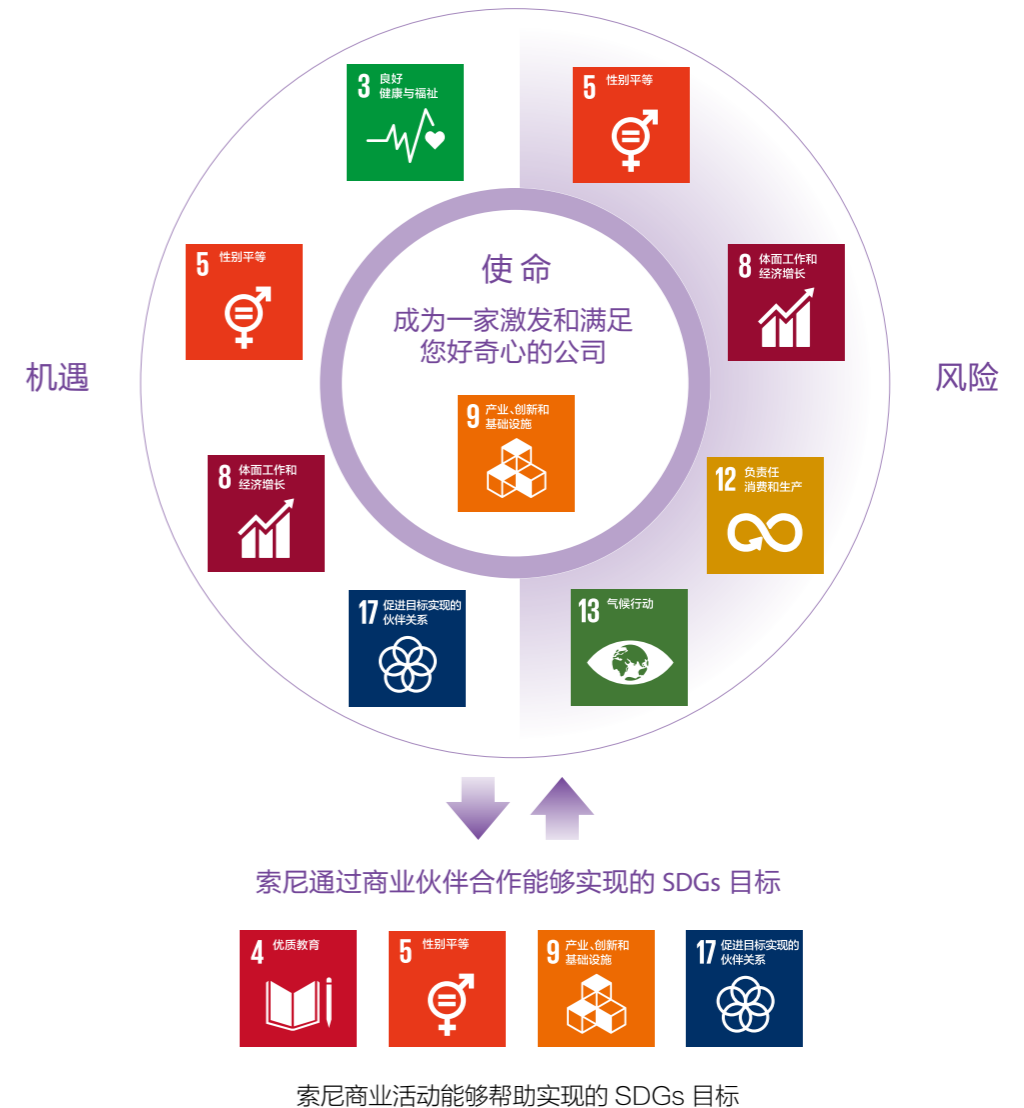 3 良好
健康与福祉
5 性别平等
5 性别平等
使命
成为一家激发和满足
您好奇心的公司
8 体面工作和
经济增长
机遇
风险
9 产业、创新和
基础设施
8 体面工作和
经济增长
12 负责任
消费和生产
17 促进目标实现的
伙伴关系
13 气候行动
索尼通过商业伙伴合作能够实现的 SDGs 目标
4 优质教育
5 性别平等
9 产业、创新和
基础设施
17 促进目标实现的
伙伴关系
索尼商业活动能够帮助实现的 SDGs 目标